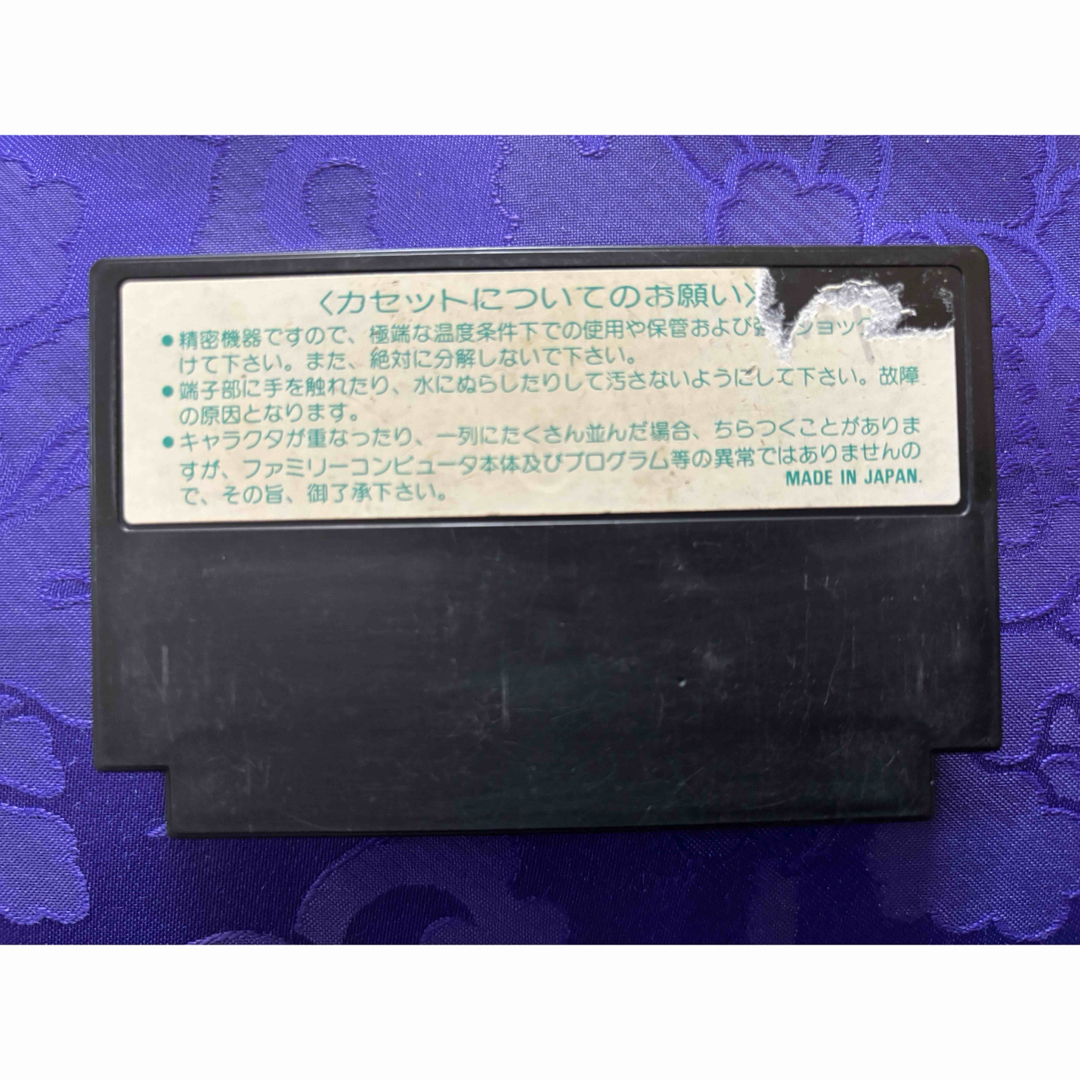 〈カセットについてのお願い〉
●精密機器ですので、極端な温度条件下での使用や保管および ショック
けて下さい。また、絶対に分解しないで下さい。
●端子部に手を触れたり、水にぬらしたりして汚さないようにして下さい。故障
の原因となります。
●キャラクタが重なったり、一列にたくさん並んだ場合、ちらつくことがありま
すが、ファミリーコンピュータ本体及びプログラム等の異常ではありませんの
で、その旨、御了承下さい。
MADE IN JAPAN.